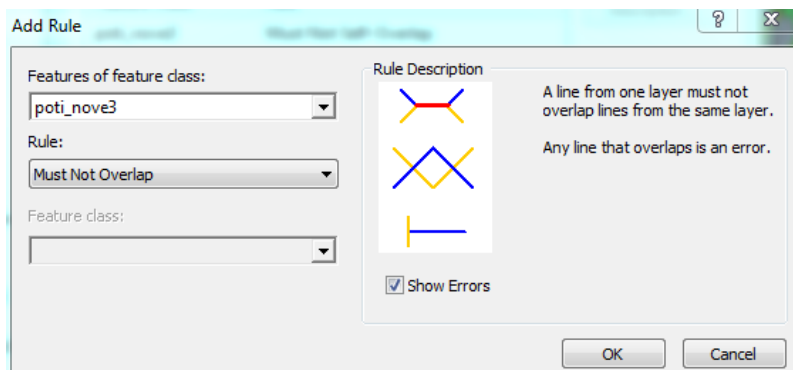 Add Rule
Features of feature class:
poti_nove3
Rule:
Must Not Overlap
Feature class:
Rule Description
A line from one layer must not
overlap lines from the same layer.
Any line that overlaps is an error.
Show Errors
OK
Cancel